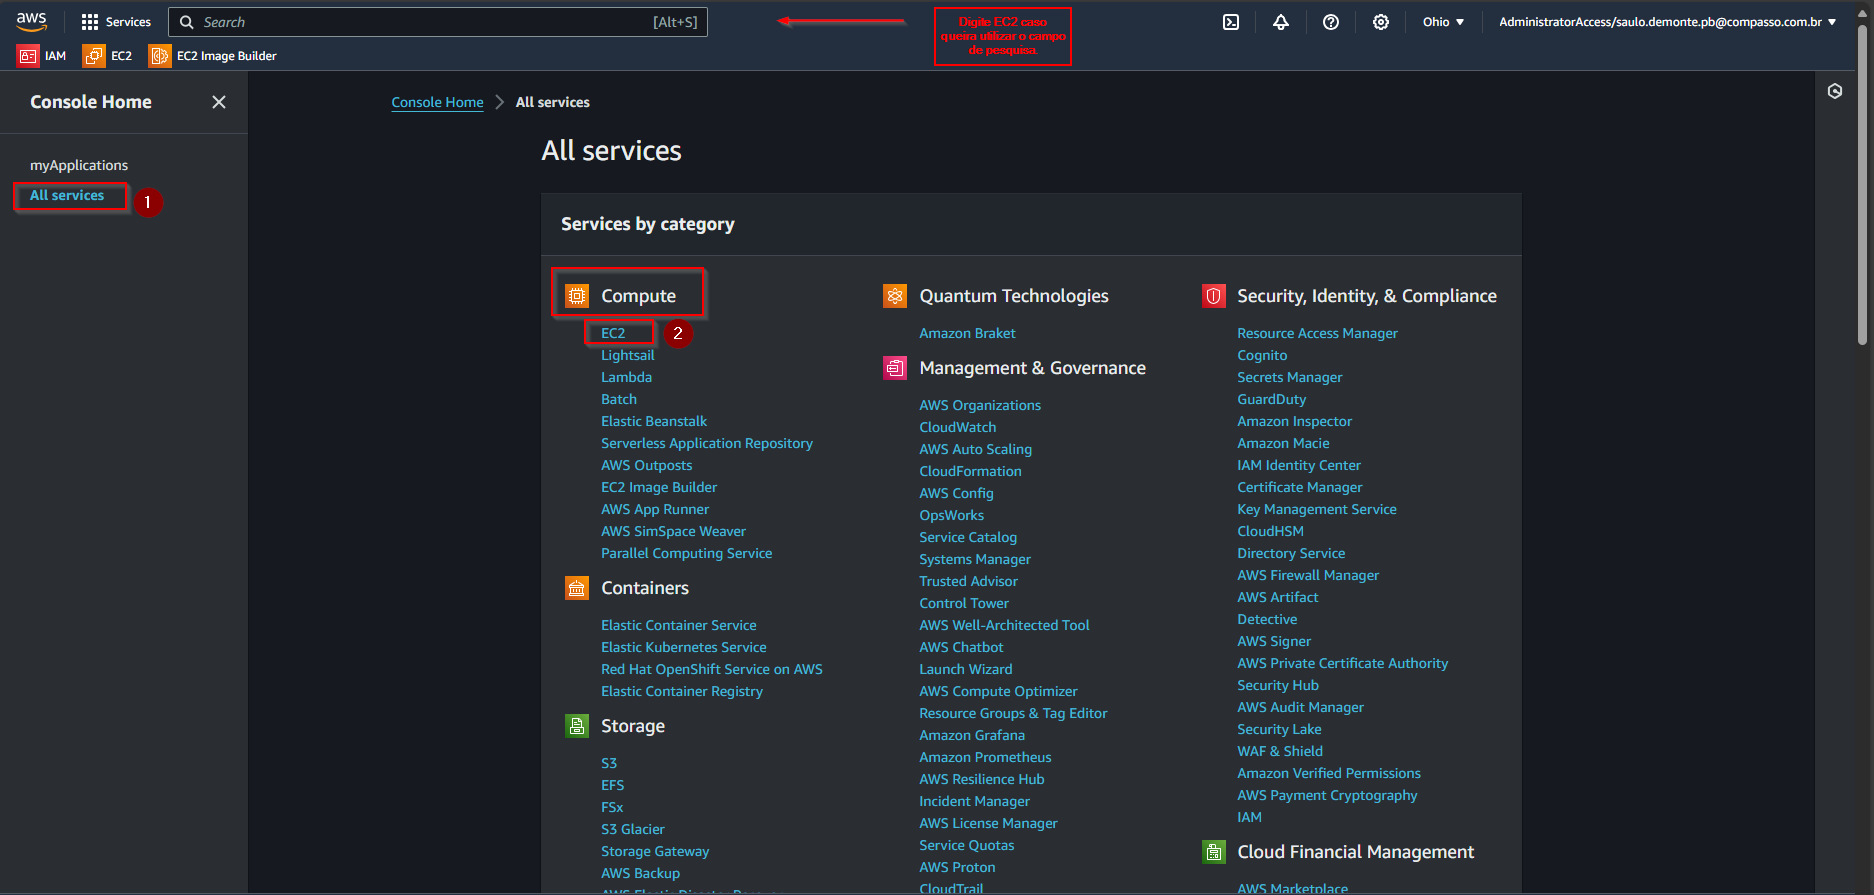 aws
Services
Search
[Alt+S]
Digite EC2 caso
queira utilizar o campo
de pesquisa.
Ohio
AdministratorAccess/saulo.demonte.pb@compasso.com.br
IAM
EC2
EC2 Image Builder
Console Home
myApplications
All services
1
Console Home
All services
All services
Services by category
Compute
EC2
2
Lightsail
Lambda
Batch
Elastic Beanstalk
Serverless Application Repository
AWS Outposts
EC2 Image Builder
AWS App Runner
AWS SimSpace Weaver
Parallel Computing Service
Containers
Elastic Container Service
Elastic Kubernetes Service
Red Hat OpenShift Service on AWS
Elastic Container Registry
Storage
S3
EFS
FSx
S3 Glacier
Storage Gateway
AWS Backup
AWS Elastic Disaster Recovery
Quantum Technologies
Amazon Braket
Management & Governance
AWS Organizations
CloudWatch
AWS Auto Scaling
CloudFormation
AWS Config
OpsWorks
Service Catalog
Systems Manager
Trusted Advisor
Control Tower
AWS Well-Architected Tool
AWS Chatbot
Launch Wizard
AWS Compute Optimizer
Resource Groups & Tag Editor
Amazon Grafana
Amazon Prometheus
AWS Resilience Hub
Incident Manager
AWS License Manager
Service Quotas
AWS Proton
CloudTrail
Security, Identity, & Compliance
Resource Access Manager
Cognito
Secrets Manager
GuardDuty
Amazon Inspector
Amazon Macie
IAM Identity Center
Certificate Manager
Key Management Service
CloudHSM
Directory Service
AWS Firewall Manager
AWS Artifact
Detective
AWS Signer
AWS Private Certificate Authority
Security Hub
AWS Audit Manager
Security Lake
WAF & Shield
Amazon Verified Permissions
AWS Payment Cryptography
IAM
Cloud Financial Management
AWS Marketplace